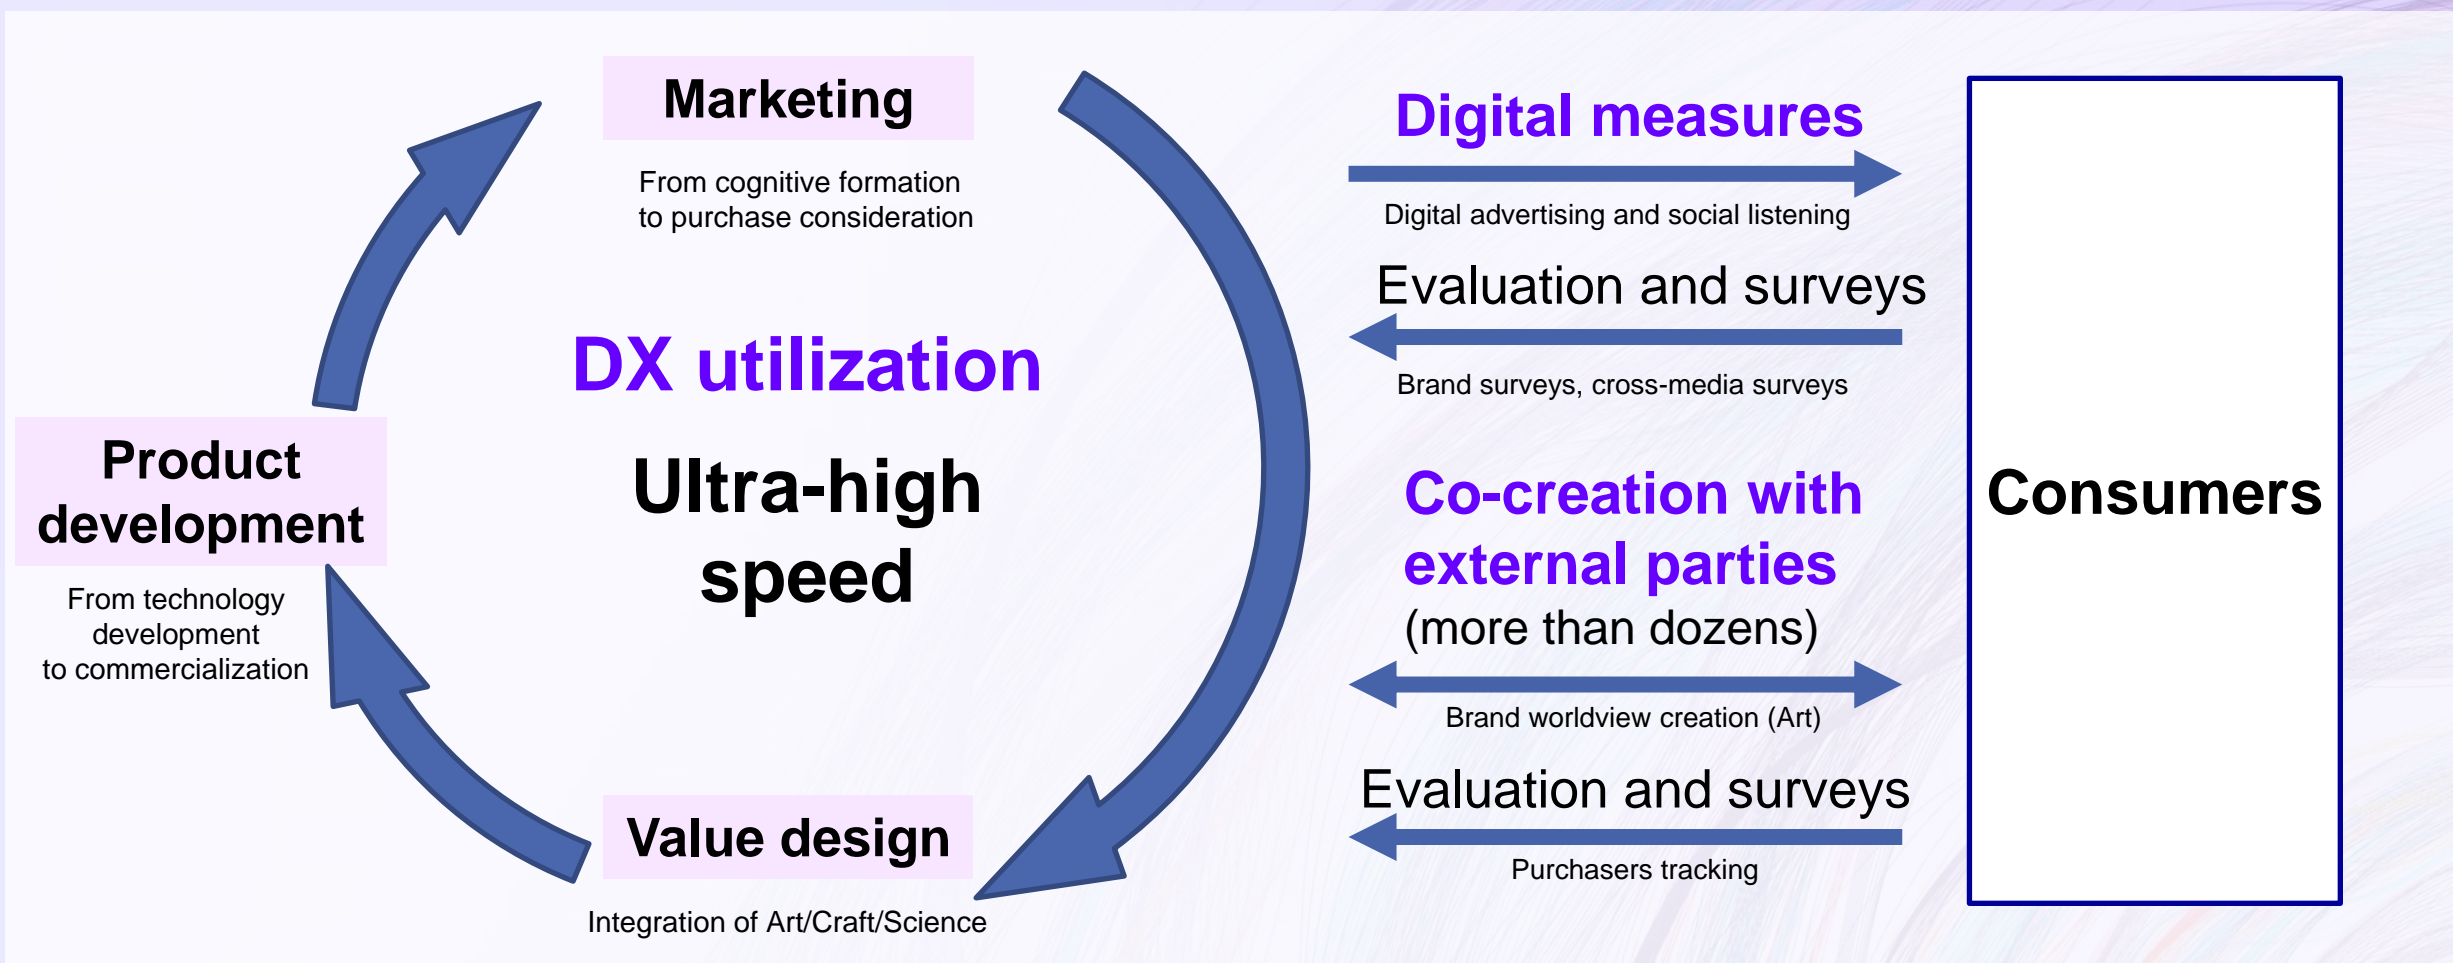 Marketing
From cognitive formation
to purchase consideration
DX utilization
Ultra-high
speed
Product
development
From technology
development
to commercialization
Value design
Integration of Art/Craft/Science
Digital measures
Digital advertising and social listening
Evaluation and surveys
Brand surveys, cross-media surveys
Co-creation with
external parties
(more than dozens)
Brand worldview creation (Art)
Evaluation and surveys
Purchasers tracking
Consumers